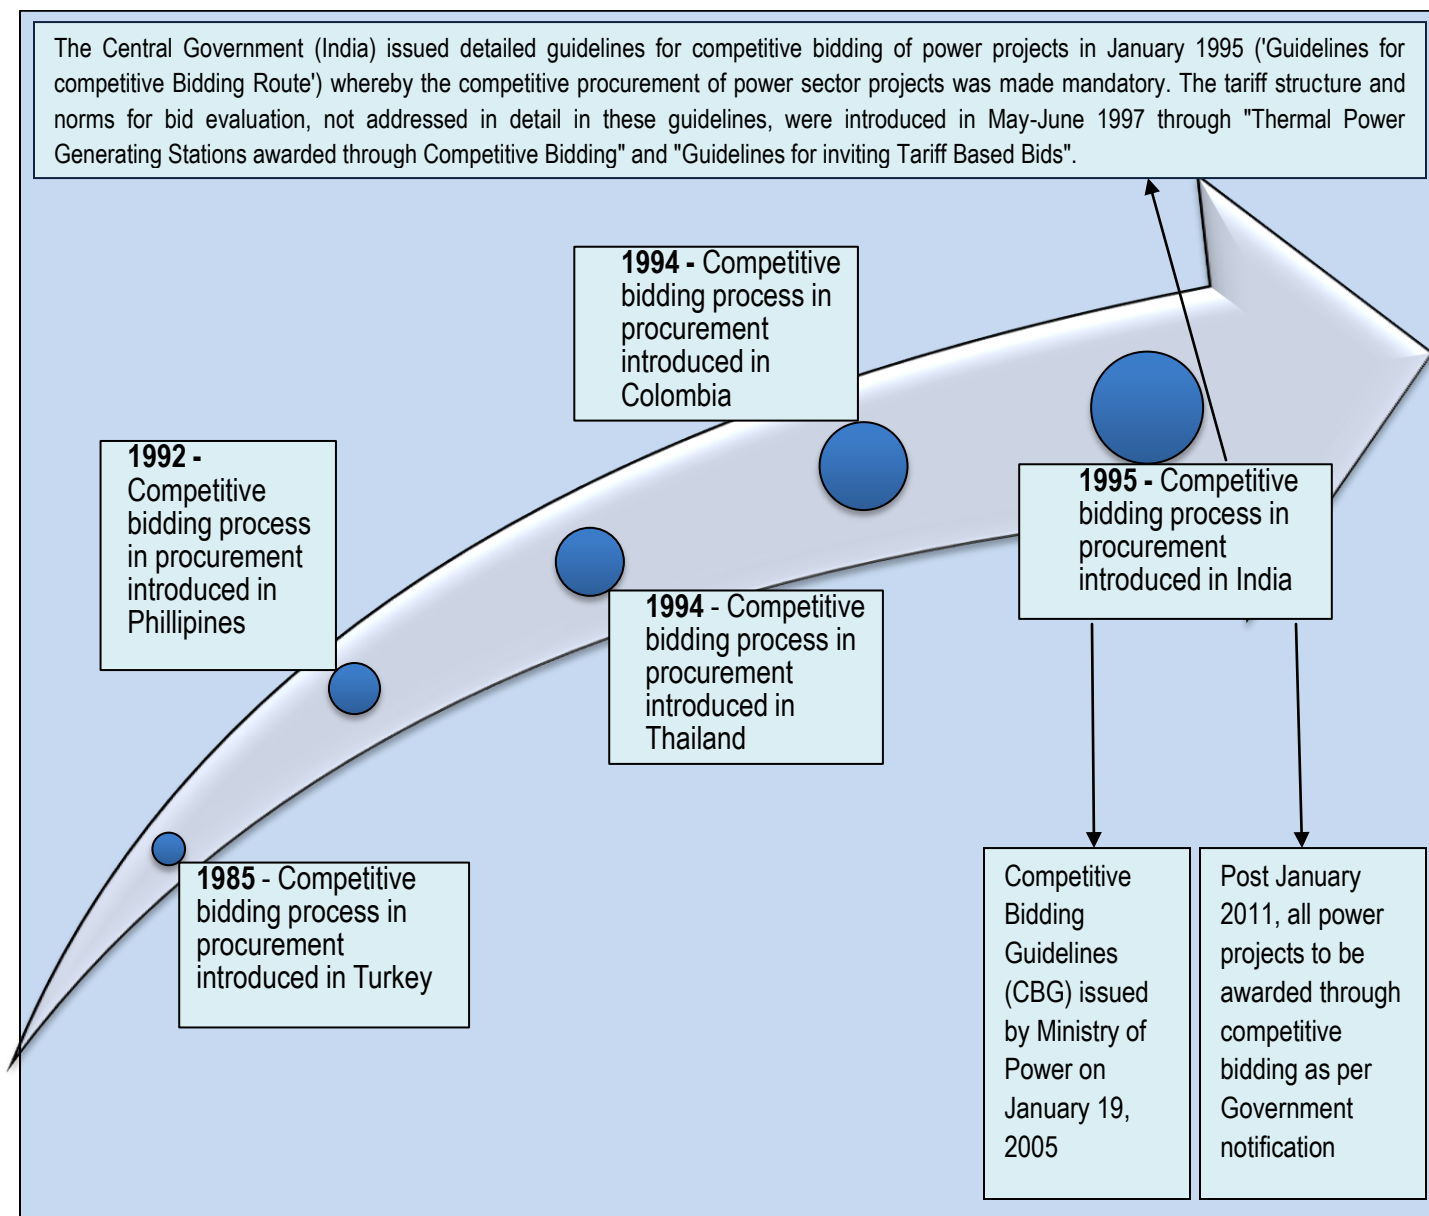 The Central Government (India) issued detailed guidelines for competitive bidding of power projects in January 1995 ('Guidelines for
competitive Bidding Route') whereby the competitive procurement of power sector projects was made mandatory. The tariff structure and
norms for bid evaluation, not addressed in detail in these guidelines, were introduced in May-June 1997 through "Thermal Power
Generating Stations awarded through Competitive Bidding" and "Guidelines for inviting Tariff Based Bids".
1994 - Competitive
bidding process in
procurement
introduced in
Colombia
1992 -
Competitive
bidding process
in procurement
introduced in
Phillipines
1995 - Competitive
bidding process in
procurement
introduced in India
1994 - Competitive
bidding process in
procurement
introduced in
Thailand
1985 - Competitive
bidding process in
procurement
introduced in Turkey
Competitive
Bidding
Guidelines
(CBG) issued
by Ministry of
Power on
January 19,
2005
Post January
2011, all power
projects to be
awarded through
competitive
bidding as per
Government
notification